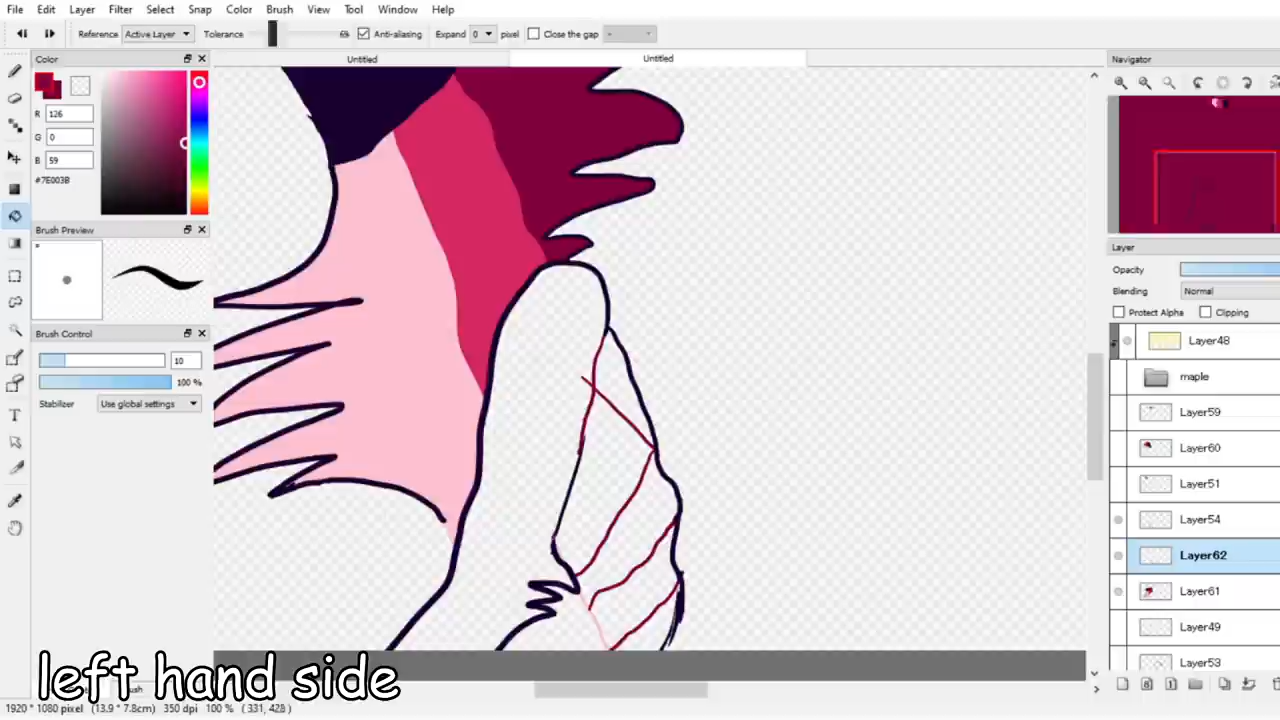 File Edit Layer Filter Select Snap Color Brush View Tool Window Help
Reference Active Layer Tolerance Anti-aliasing Expand 0 pixel Close the gap
Color Untitled Untitled Navigator
R 126
G 0
B 59
#7E003B
Brush Preview
Layer
Opacity
Blending Normal
Protect Alpha Clipping
Brush Control
10
100 %
Stabilizer Use global settings
Layer48
maple
Layer59
Layer60
Layer51
Layer54
Layer62
Layer61
Layer49
Layer53
left hand side
1920 * 1080 pixel (13.9 * 7.8cm) 350 dpi 100 % ( 331, 428 )